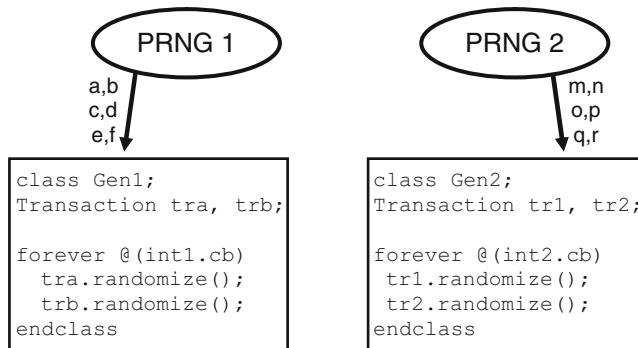 PRNG 1
a,b
c,d
e,f
class Gen1;
Transaction tra, trb;
forever @(int1.cb)
tra.randomize();
trb.randomize();
endclass
PRNG 2
m,n
o,p
q,r
class Gen2;
Transaction tr1, tr2;
forever @(int2.cb)
tr1.randomize();
tr2.randomize();
endclass